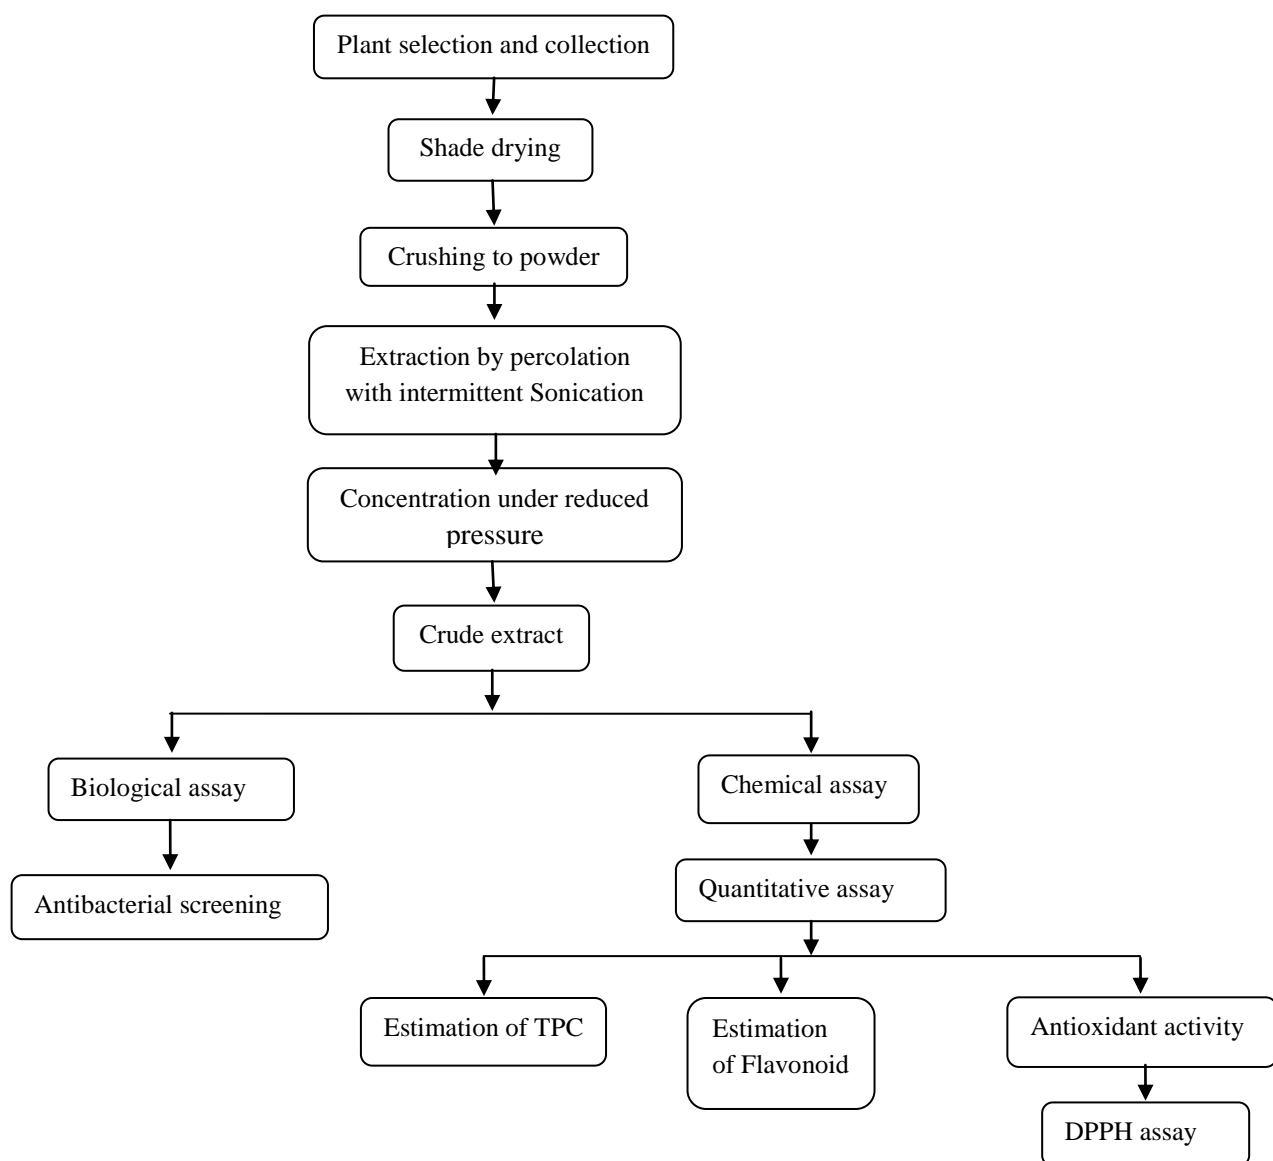 Plant selection and collection
Shade drying
Crushing to powder
Extraction by percolation
with intermittent Sonication
Concentration under reduced
pressure
Crude extract
Biological assay
Chemical assay
Antibacterial screening
Quantitative assay
Estimation of TPC
Estimation
of Flavonoid
Antioxidant activity
DPPH assay